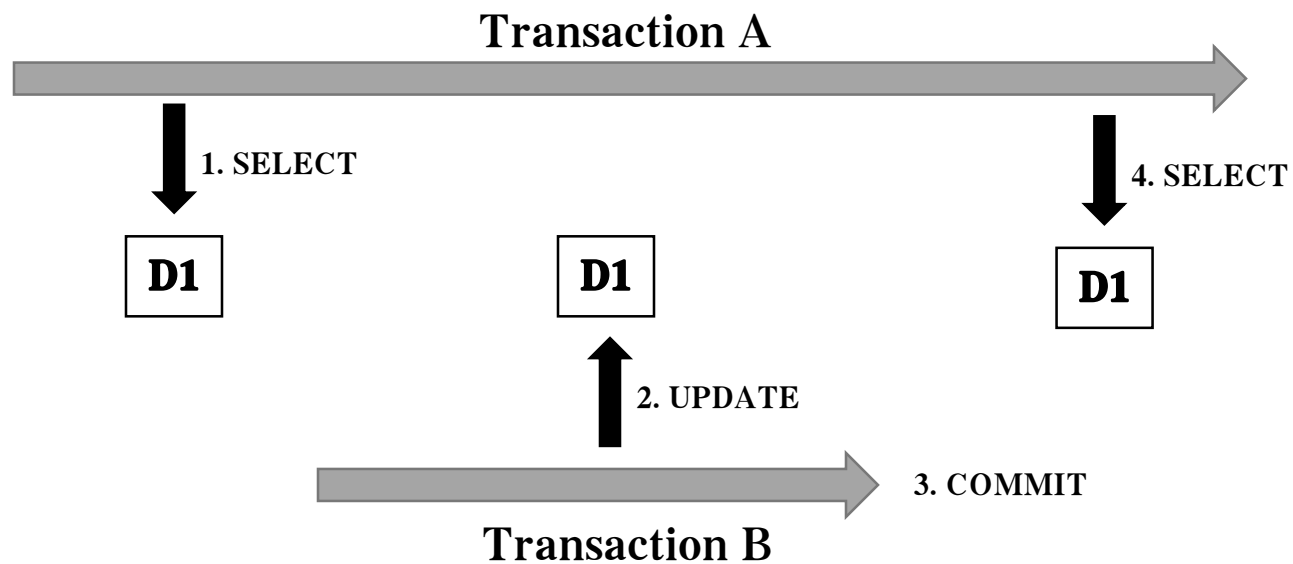 Transaction A
1. SELECT
4. SELECT
D1
D1
D1
2. UPDATE
3. COMMIT
Transaction B